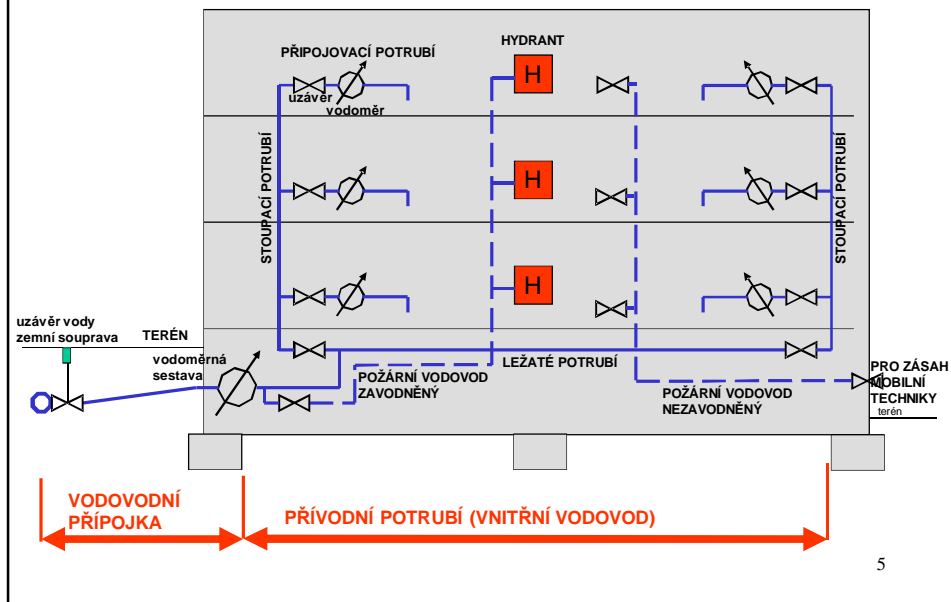 PŘIPOJOVACÍ POTRUBÍ
HYDRANT
uzávěr
vodoměr
H
STOUPACÍ POTRUBÍ
STOUPACÍ POTRUBÍ
H
H
uzávěr vody
zemní souprava
TERÉN
vodoměrná
sestava
LEŽATÉ POTRUBÍ
POŽÁRNÍ VODOVOD
ZAVODNĚNÝ
POŽÁRNÍ VODOVOD
NEZAVODNĚNÝ
PRO ZÁSAH
MOBILNÍ
TECHNIKY
terén
VODOVODNÍ
PŘÍPOJKA
PŘÍVODNÍ POTRUBÍ (VNITŘNÍ VODOVOD)
5